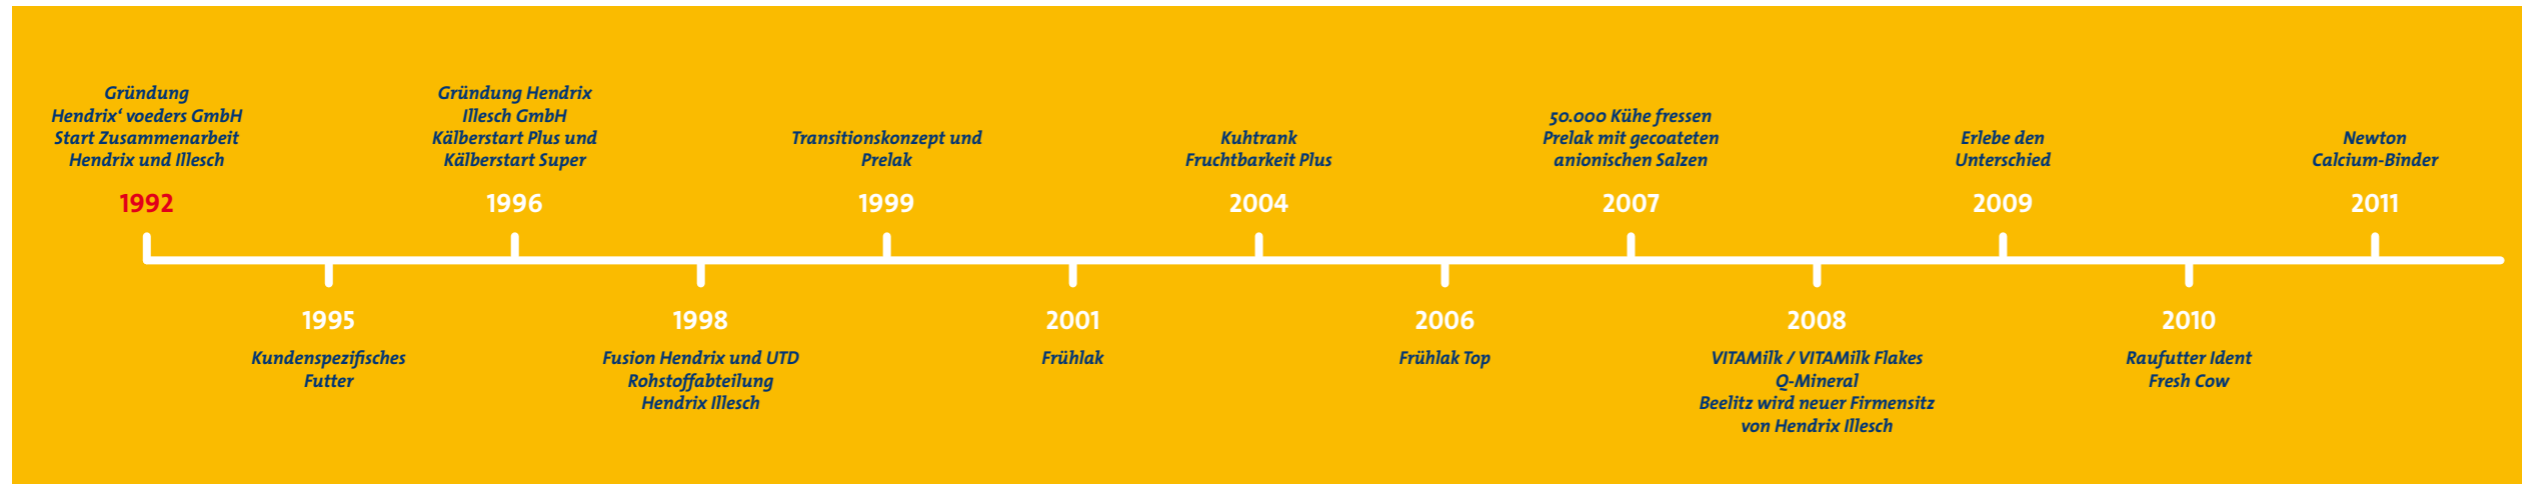 Gründung
Hendrix‘ voeders GmbH
Start Zusammenarbeit
Hendrix und Illesch
1992
Gründung Hendrix
Illesch GmbH
Kälberstart Plus und
Kälberstart Super
1996
Transitionskonzept und
Prelak
1999
Kuhtrank
Fruchtbarkeit Plus
2004
50.000 Kühe fressen
Prelak mit gecoateten
anionischen Salzen
2007
Erlebe den
Unterschied
2009
Newton
Calcium-Binder
2011
1995
Kundenspezifisches
Futter
1998
Fusion Hendrix und UTD
Rohstoffabteilung
Hendrix Illesch
2001
Frühlak
2006
Frühlak Top
2008
VITAMilk / VITAMilk Flakes
Q-Mineral
Beelitz wird neuer Firmensitz
von Hendrix Illesch
2010
Raufutter Ident
Fresh Cow